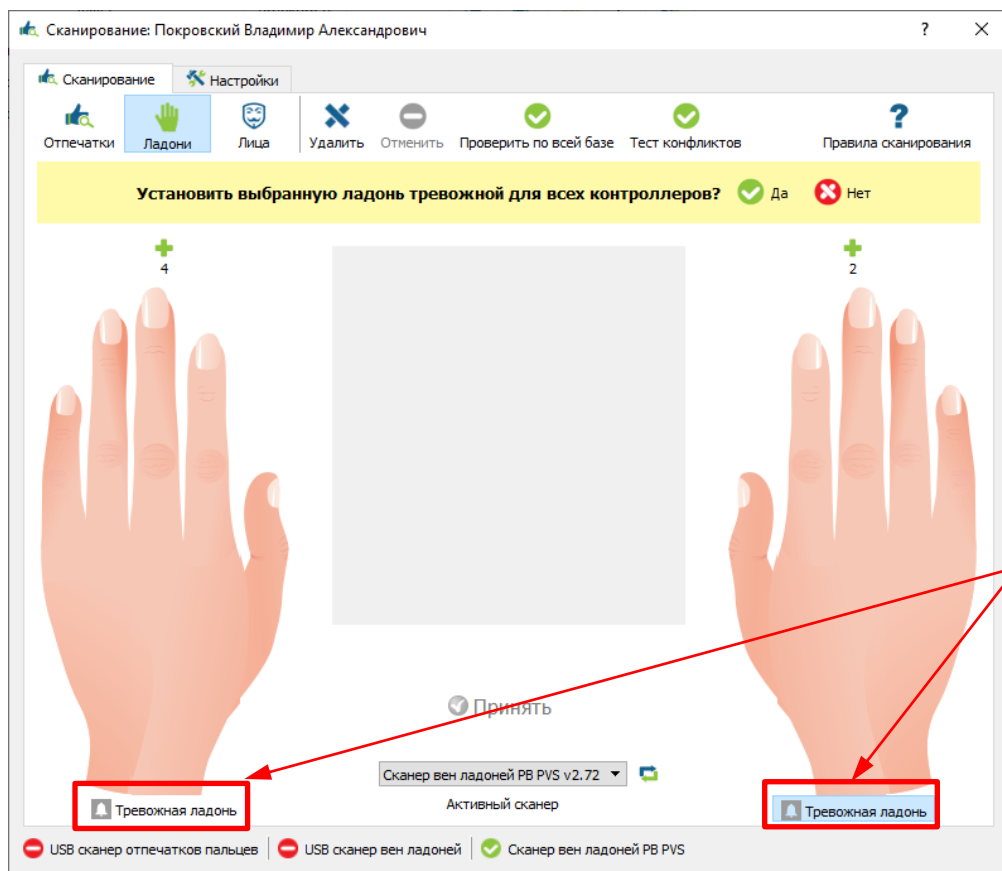 Сканирование: Покровский Владимир Александрович
?
Сканирование Настройки
Отпечатки Ладони Лица Удалить Отменить Проверить по всей базе Тест конфликтов Правила сканирования
Установить выбранную ладонь тревожной для всех контроллеров? Да Нет
4 2
Принять
Сканер вен ладоней PB PVS v2.72
Активный сканер
Тревожная ладонь Тревожная ладонь
USB сканер отпечатков пальцев USB сканер вен ладоней Сканер вен ладоней PB PVS